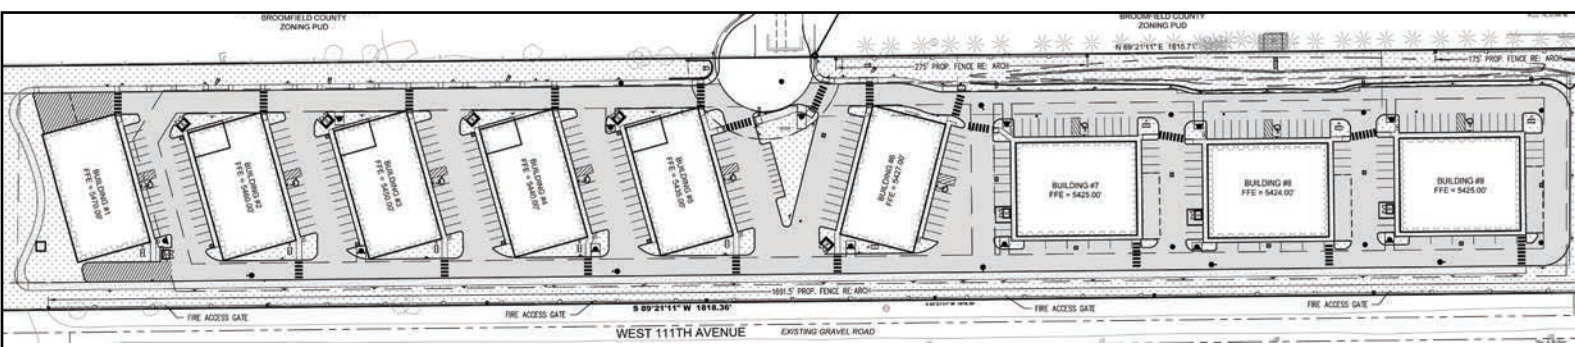 BROOMFIELD COUNTY
ZONING PUD
BROOMFIELD COUNTY
ZONING PUD
N 89°21'11" E 1815.71'
275' PROP. FENCE RE: ARCH
175' PROP. FENCE RE: ARCH
BUILDING #1
FFE = 5470.00'
BUILDING #2
FFE = 5460.00'
BUILDING #3
FFE = 5450.00'
BUILDING #4
FFE = 5440.00'
BUILDING #5
FFE = 5435.00'
BUILDING #6
FFE = 5427.00'
BUILDING #7
FFE = 5425.00'
BUILDING #8
FFE = 5424.00'
BUILDING #9
FFE = 5425.00'
1691.5' PROP. FENCE RE: ARCH
S 89°21'11" W 1818.36'
FIRE ACCESS GATE
FIRE ACCESS GATE
FIRE ACCESS GATE
FIRE ACCESS GATE
WEST 111TH AVENUE
EXISTING GRAVEL ROAD